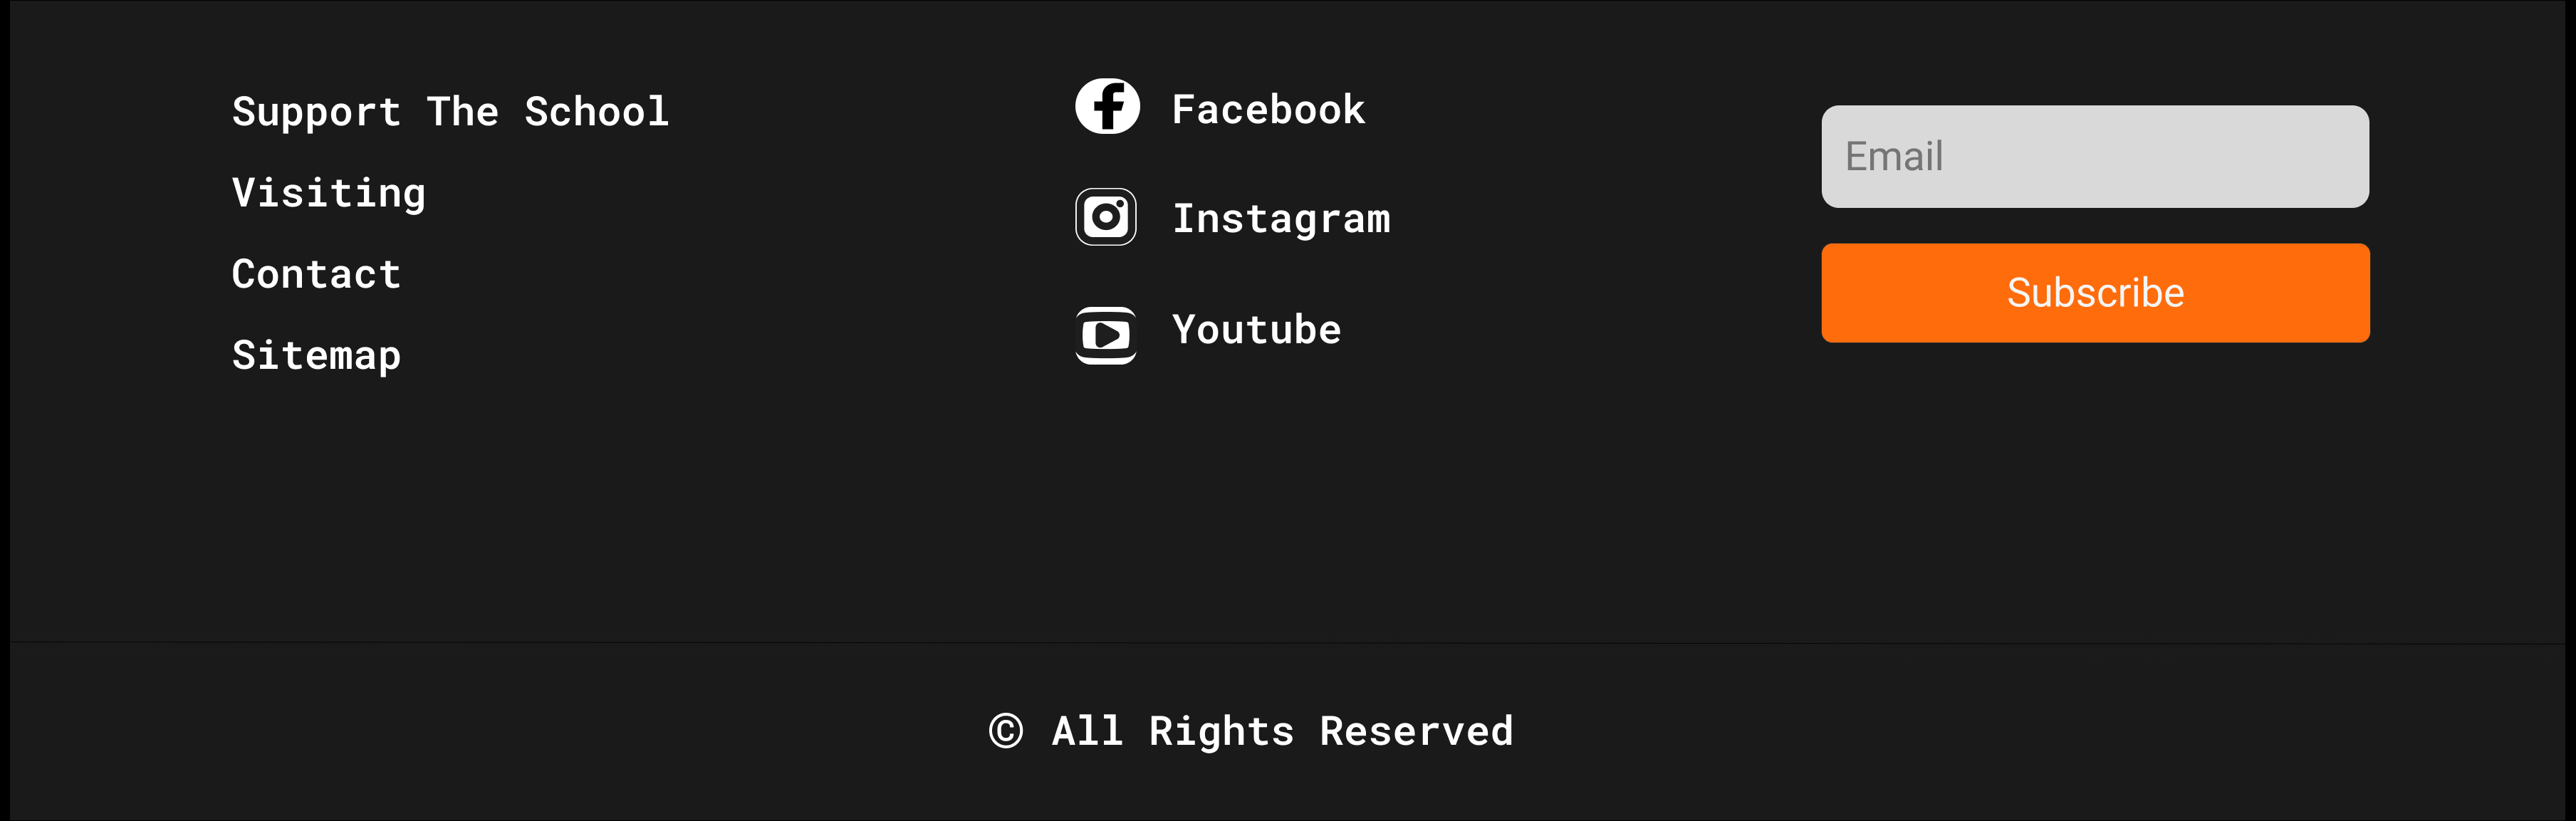 Support The School
Visiting
Contact
Sitemap
Facebook
Instagram
Youtube
Email
Subscribe
© All Rights Reserved